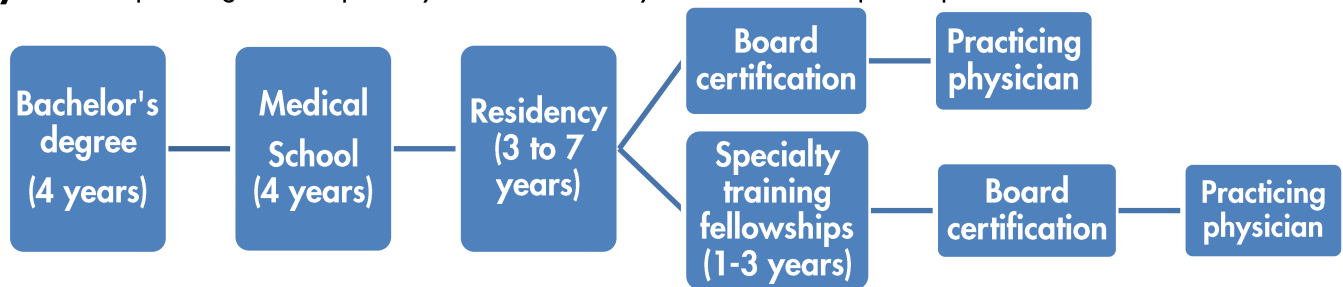 Bachelor's
degree
(4 years)
Medical
School
(4 years)
Residency
(3 to 7
years)
Board
certification
Practicing
physician
Specialty
training
fellowships
(1-3 years)
Board
certification
Practicing
physician